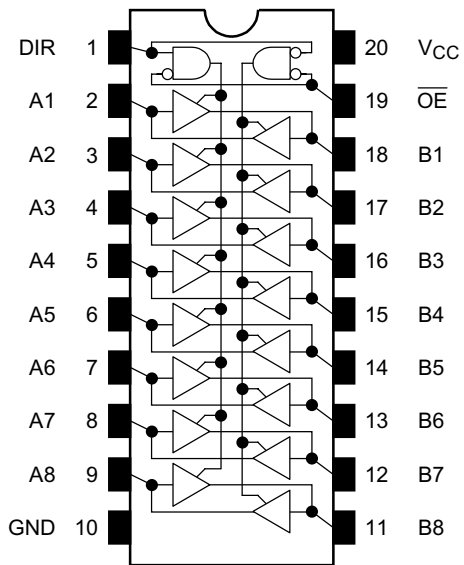 DIR 1 20 VCC
A1 2 19 OE
A2 3 18 B1
A3 4 17 B2
A4 5 16 B3
A5 6 15 B4
A6 7 14 B5
A7 8 13 B6
A8 9 12 B7
GND 10 11 B8